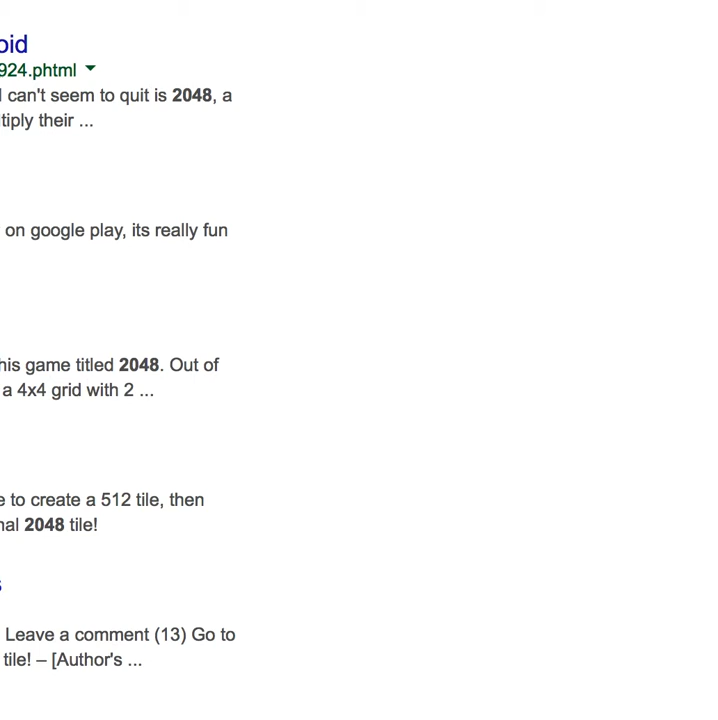 oid
924.phtml
I can't seem to quit is 2048, a
tiply their ...
on google play, its really fun
his game titled 2048. Out of
a 4x4 grid with 2 ...
e to create a 512 tile, then
nal 2048 tile!
s
Leave a comment (13) Go to
tile! – [Author's ...